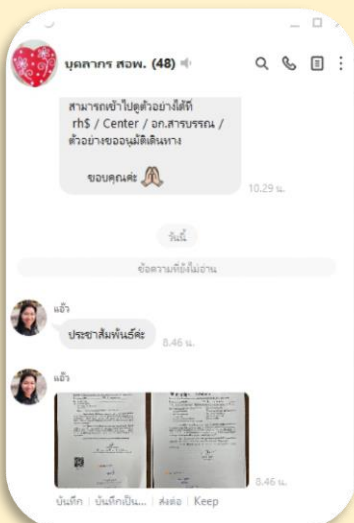 บุคลากร สอพ. (48)
สามารถเข้าไปดูตัวอย่างได้ที่
rh$ / Center / อก.สารบรรณ /
ตัวอย่างขออนุมัติเดินทาง
ขอบคุณค่ะ
10.29 น.
วันนี้
ข้อความที่ยังไม่อ่าน
แอ๊ว
ประชาสัมพันธ์ค่ะ
8.46 น.
แอ๊ว
8.46 น.
บันทึก | บันทึกเป็น... | ส่งต่อ | Keep